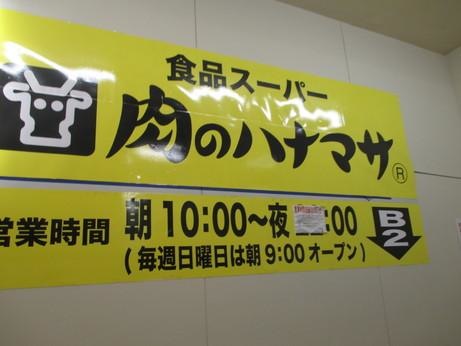 食品スーパー
肉のハナマサ®
営業時間 朝10:00~夜 :00
(毎週日曜日は朝9:00オープン)
B2